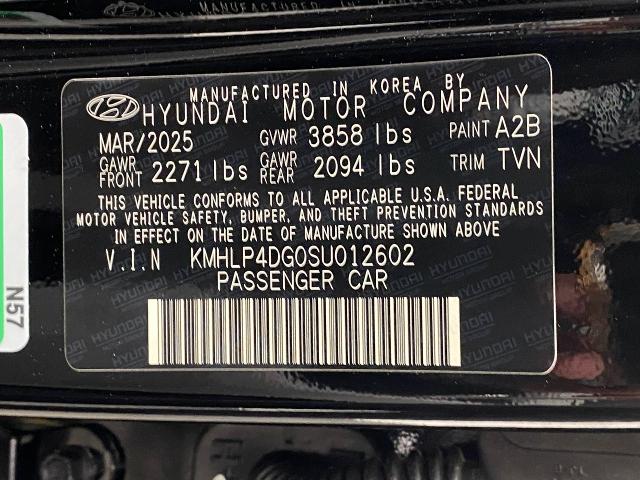 MANUFACTURED IN KOREA BY
HYUNDAI MOTOR COMPANY
MAR/2025 GVWR 3858 lbs PAINT A2B
GAWR FRONT 2271 lbs GAWR REAR 2094 lbs TRIM TVN
THIS VEHICLE CONFORMS TO ALL APPLICABLE U.S.A. FEDERAL
MOTOR VEHICLE SAFETY, BUMPER, AND THEFT PREVENTION STANDARDS
IN EFFECT ON THE DATE OF MANUFACTURE SHOWN ABOVE
V.I.N KMHLP4DG0SU012602
PASSENGER CAR
N57